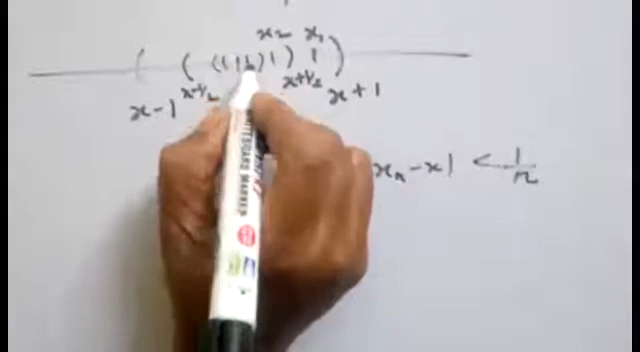 x₂ x₁
( ( ( | | | ) | ) | )
x-1 x-1/2 x+1/2 x+1
xₙ - x| < 1/n
WHITEBOARD MARKER